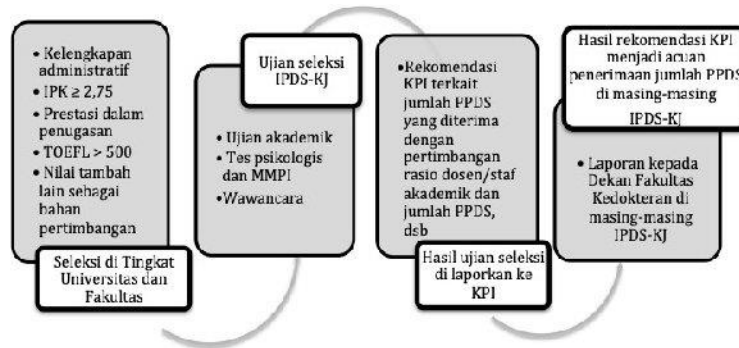 • Kelengkapan
administratif
• IPK ≥ 2,75
• Prestasi dalam
penugasan
• TOEFL > 500
• Nilai tambah
lain sebagai
bahan
pertimbangan
Seleksi di Tingkat
Universitas dan
Fakultas
Ujian seleksi
IPDS-KJ
• Ujian akademik
• Tes psikologis
dan MMPI
•Wawancara
•Rekomendasi
KPI terkait
jumlah PPDS
yang diterima
dengan
pertimbangan
rasio dosen/staf
akademik dan
jumlah PPDS,
dsb
Hasil ujian seleksi
di laporkan ke
KPI
Hasil rekomendasi KPI
menjadi acuan
penerimaan jumlah PPDS
di masing-masing
IPDS-KJ
• Laporan kepada
Dekan Fakultas
Kedokteran di
masing-masing
IPDS-KJ